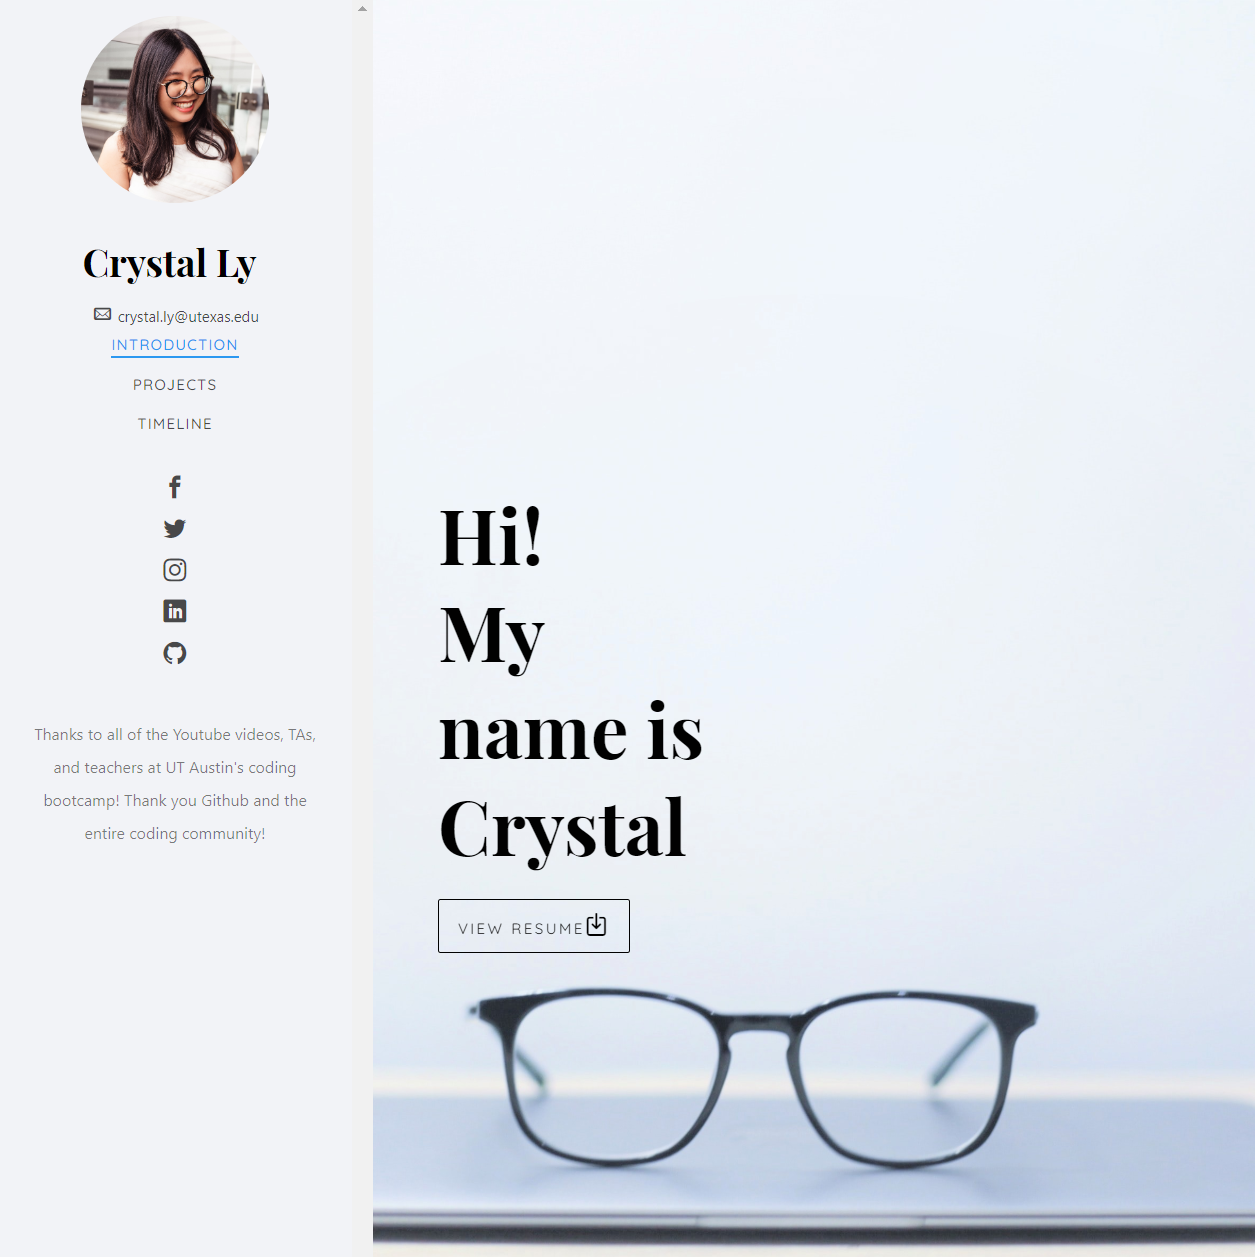 Crystal Ly
crystal.ly@utexas.edu
INTRODUCTION
PROJECTS
TIMELINE
Thanks to all of the Youtube videos, TAs,
and teachers at UT Austin's coding
bootcamp! Thank you Github and the
entire coding community!
Hi!
My
name is
Crystal
VIEW RESUME